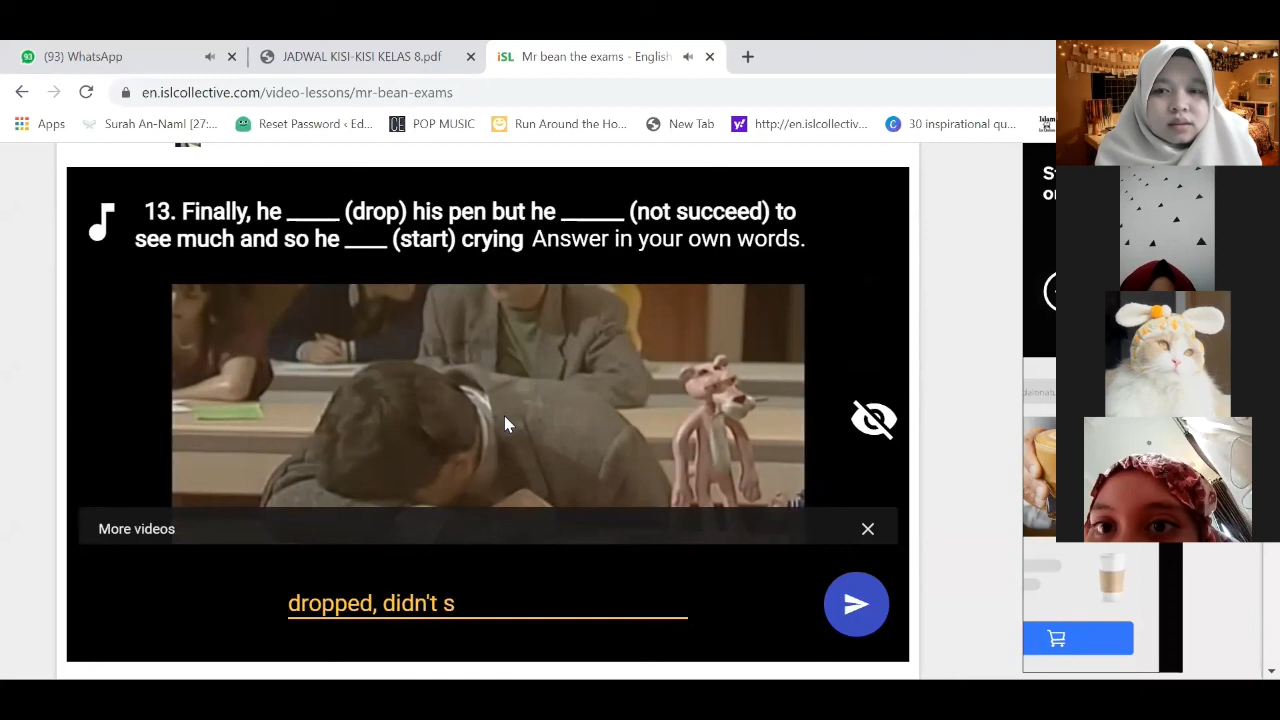 (93) WhatsApp
JADWAL KISI-KISI KELAS 8.pdf
iSL Mr bean the exams - English
en.islcollective.com/video-lessons/mr-bean-exams
Apps
Surah An-Naml [27:...
Reset Password ‹ Ed...
POP MUSIC
Run Around the Ho...
New Tab
http://en.islcollectiv...
30 inspirational qu...
13. Finally, he _____ (drop) his pen but he ______ (not succeed) to
see much and so he ____ (start) crying Answer in your own words.
More videos
dropped, didn't s